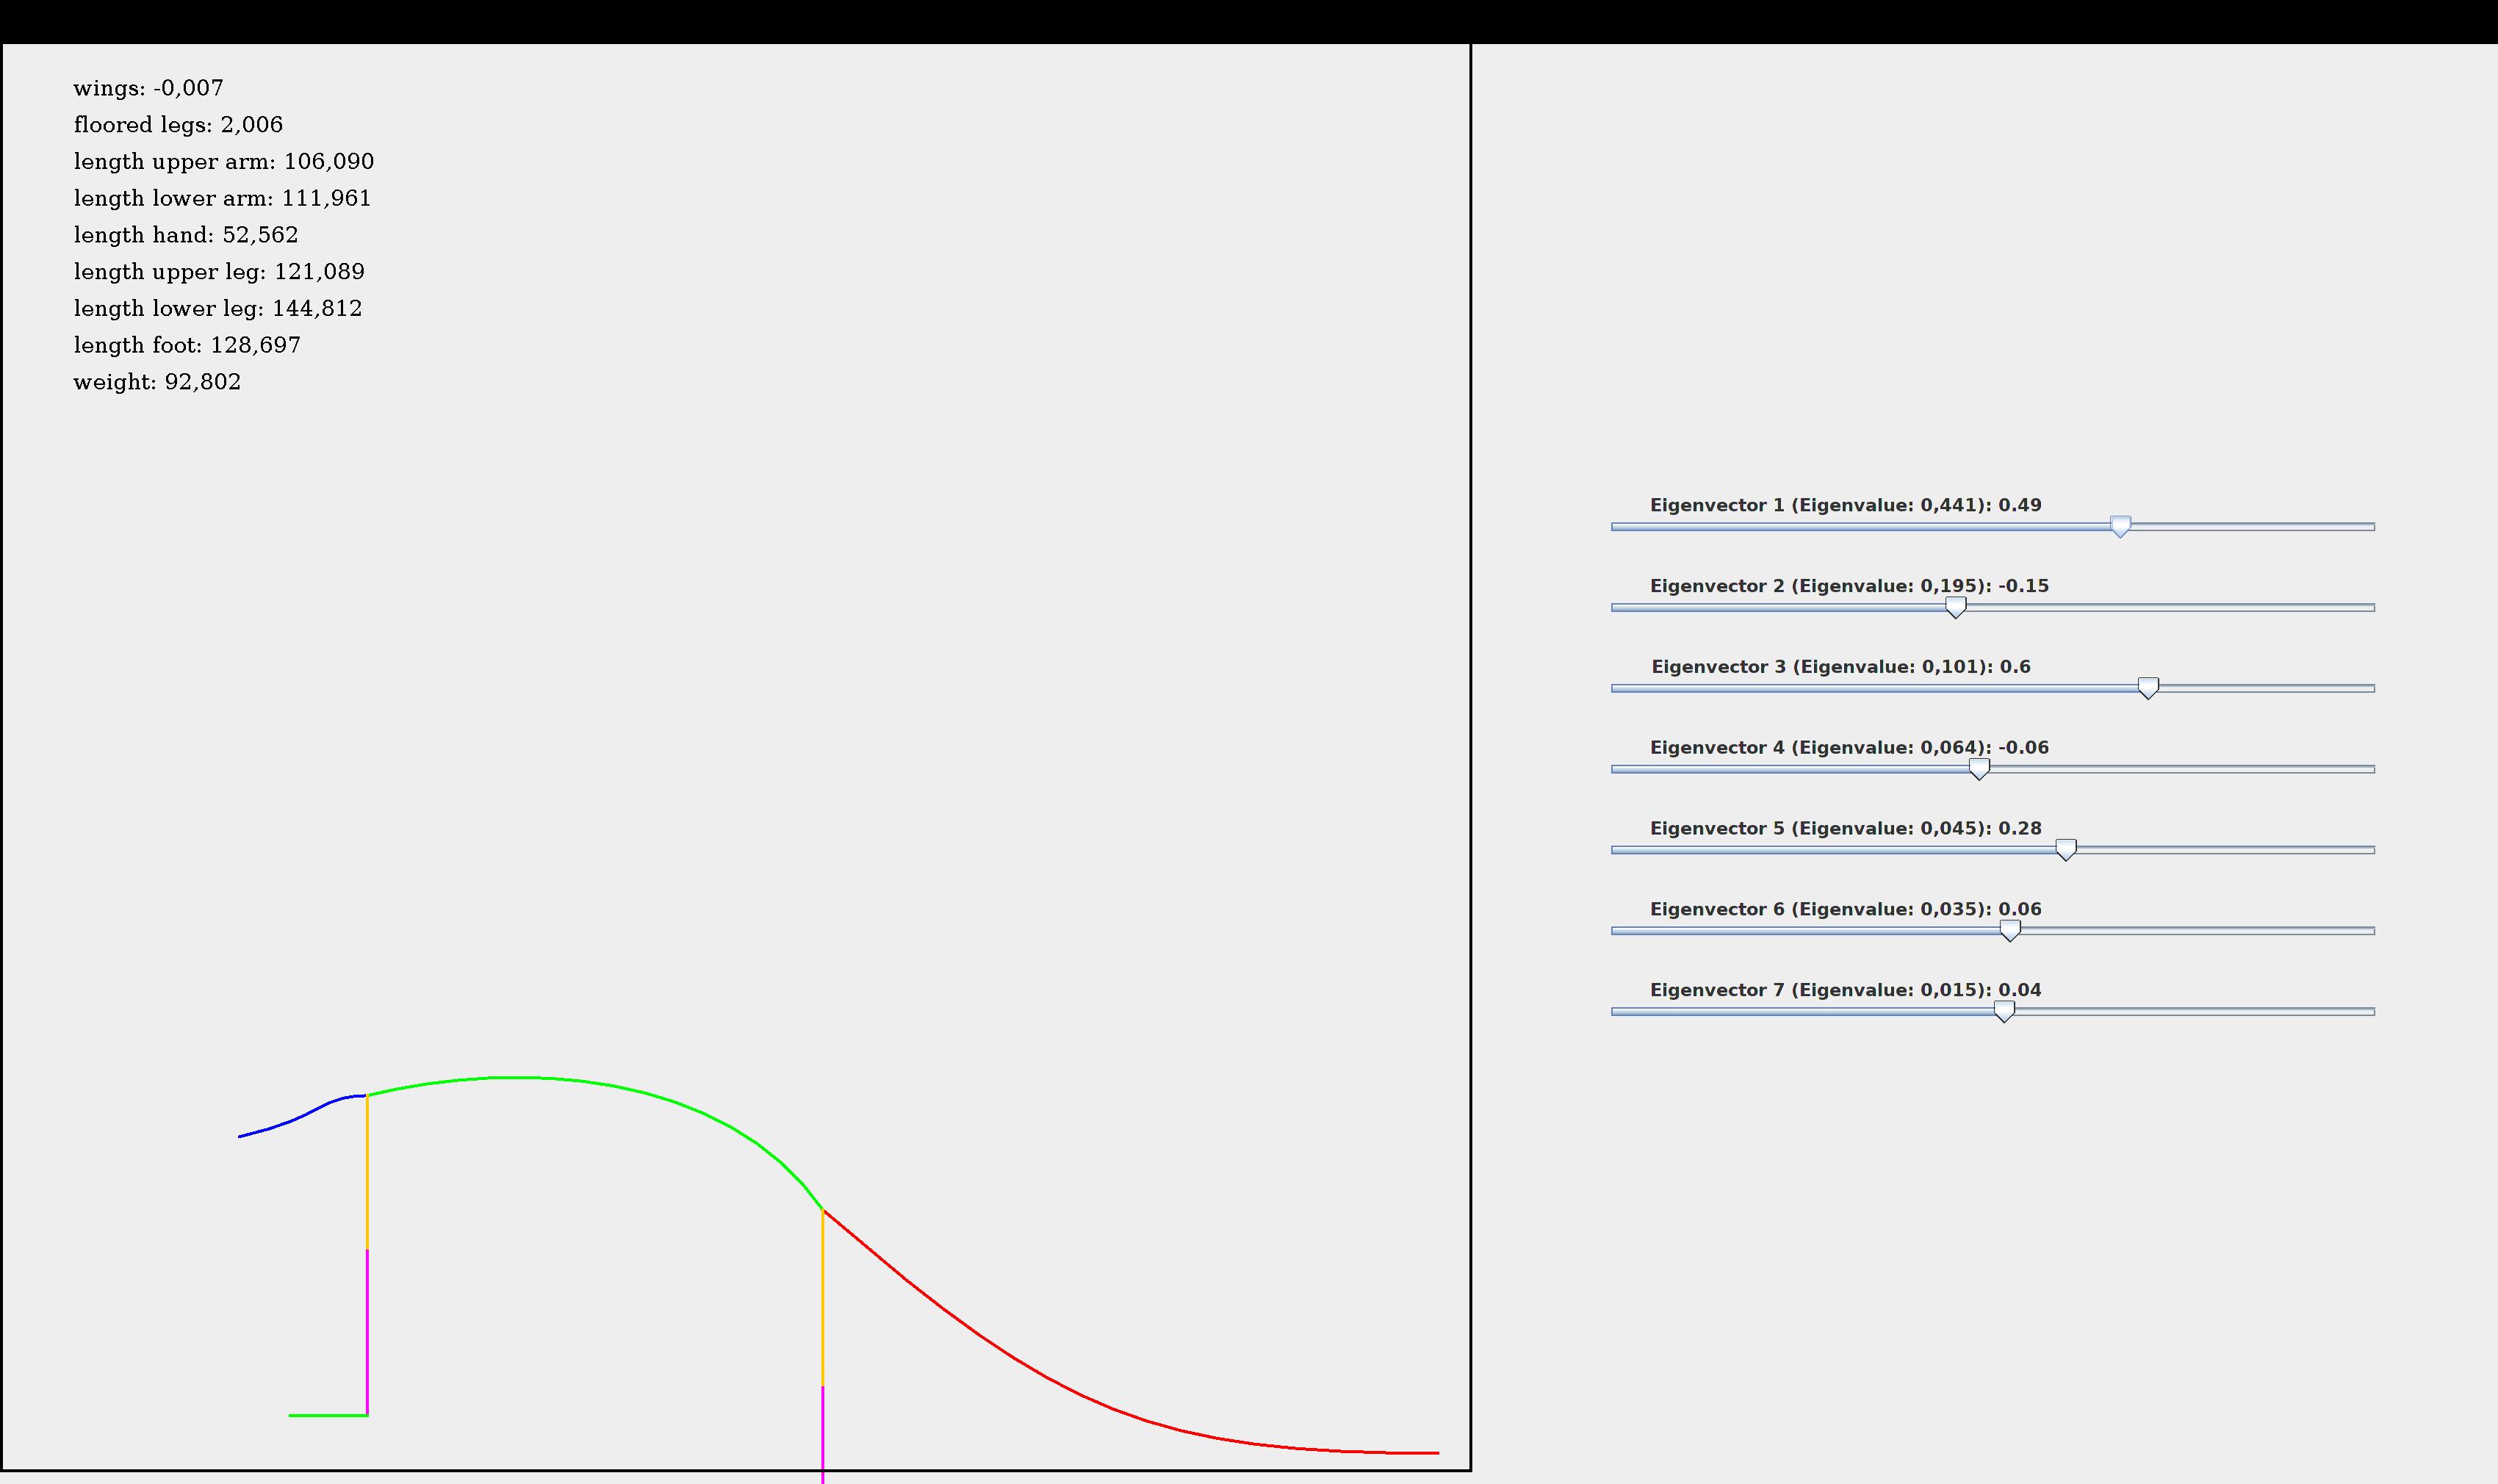 wings: -0,007
floored legs: 2,006
length upper arm: 106,090
length lower arm: 111,961
length hand: 52,562
length upper leg: 121,089
length lower leg: 144,812
length foot: 128,697
weight: 92,802
Eigenvector 1 (Eigenvalue: 0,441): 0.49
Eigenvector 2 (Eigenvalue: 0,195): -0.15
Eigenvector 3 (Eigenvalue: 0,101): 0.6
Eigenvector 4 (Eigenvalue: 0,064): -0.06
Eigenvector 5 (Eigenvalue: 0,045): 0.28
Eigenvector 6 (Eigenvalue: 0,035): 0.06
Eigenvector 7 (Eigenvalue: 0,015): 0.04